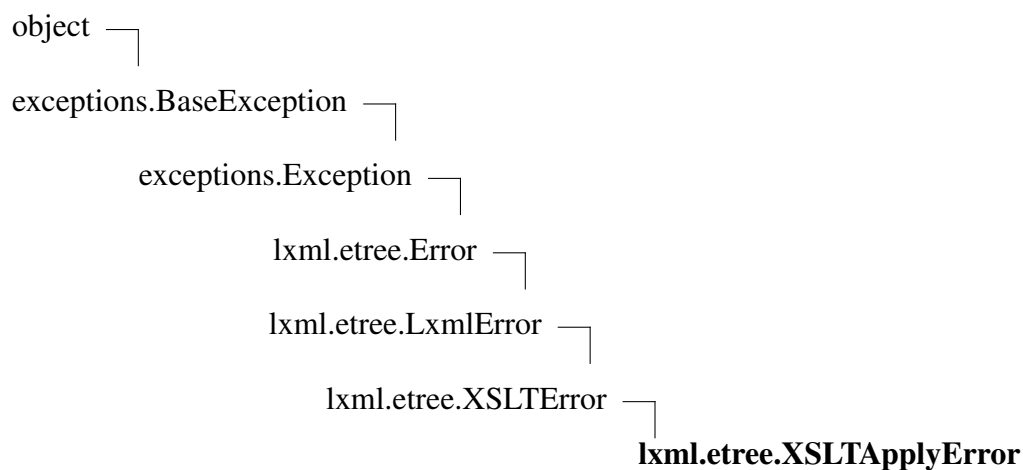 object
exceptions.BaseException
exceptions.Exception
lxml.etree.Error
lxml.etree.LxmlError
lxml.etree.XSLTError
lxml.etree.XSLTApplyError